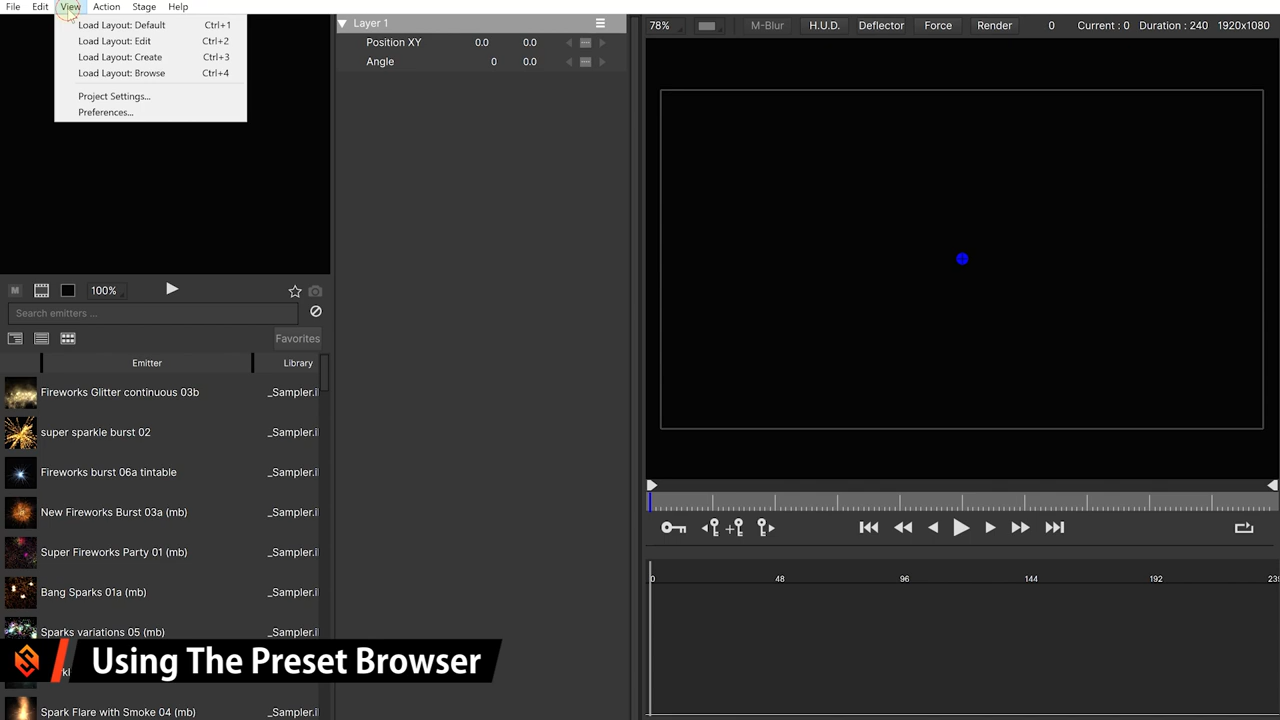 File Edit View Action Stage Help
Load Layout: Default Ctrl+1
Load Layout: Edit Ctrl+2
Load Layout: Create Ctrl+3
Load Layout: Browse Ctrl+4
Project Settings...
Preferences...
Layer 1
Position XY 0.0 0.0
Angle 0 0.0
78% M-Blur H.U.D. Deflector Force Render 0 Current : 0 Duration : 240 1920x1080
M 100%
Search emitters ...
Favorites
Emitter Library
Fireworks Glitter continuous 03b _Sampler.il
super sparkle burst 02 _Sampler.il
Fireworks burst 06a tintable _Sampler.il
New Fireworks Burst 03a (mb) _Sampler.il
Super Fireworks Party 01 (mb) _Sampler.il
Bang Sparks 01a (mb) _Sampler.il
Sparks variations 05 (mb) _Sampler.il
Spark Flare with Smoke 04 (mb) _Sampler.il
Using The Preset Browser
0 48 96 144 192